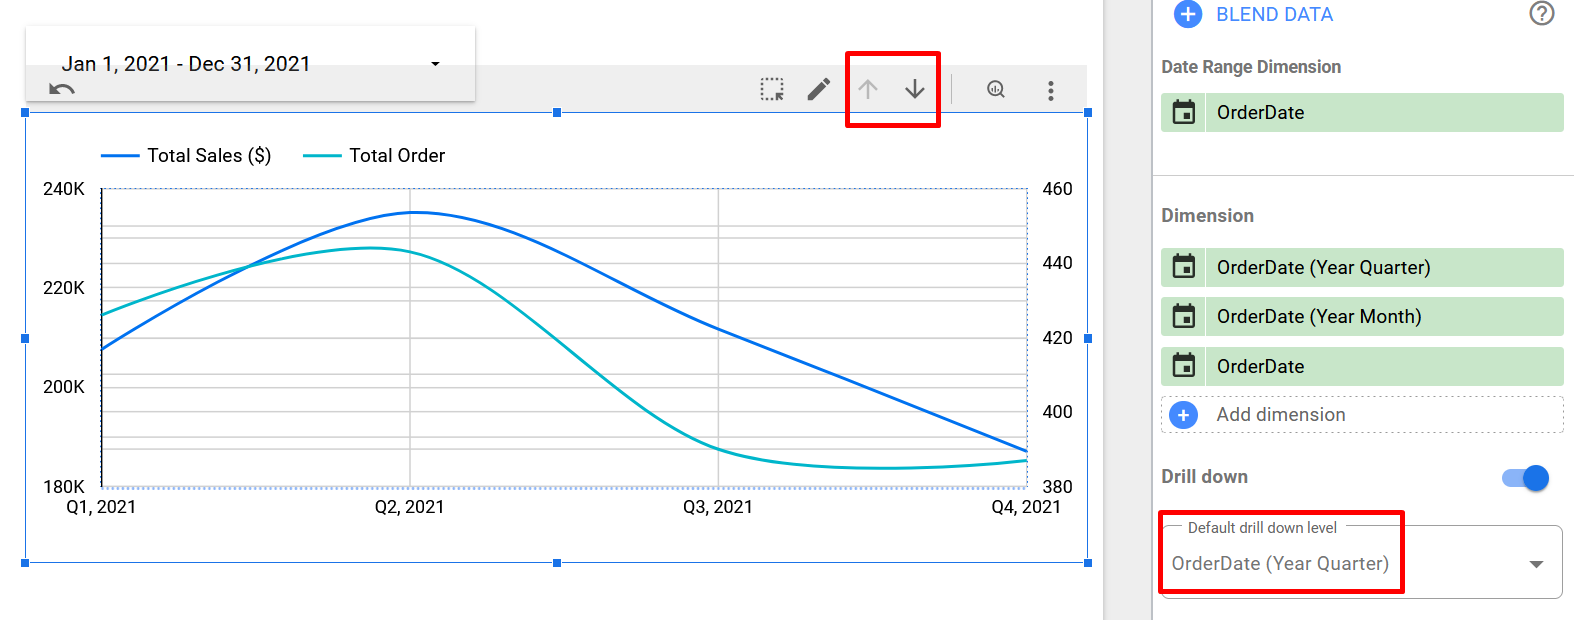 Jan 1, 2021 - Dec 31, 2021
Total Sales ($)
Total Order
240K
220K
200K
180K
460
440
420
400
380
Q1, 2021
Q2, 2021
Q3, 2021
Q4, 2021
BLEND DATA
Date Range Dimension
OrderDate
Dimension
OrderDate (Year Quarter)
OrderDate (Year Month)
OrderDate
Add dimension
Drill down
Default drill down level
OrderDate (Year Quarter)